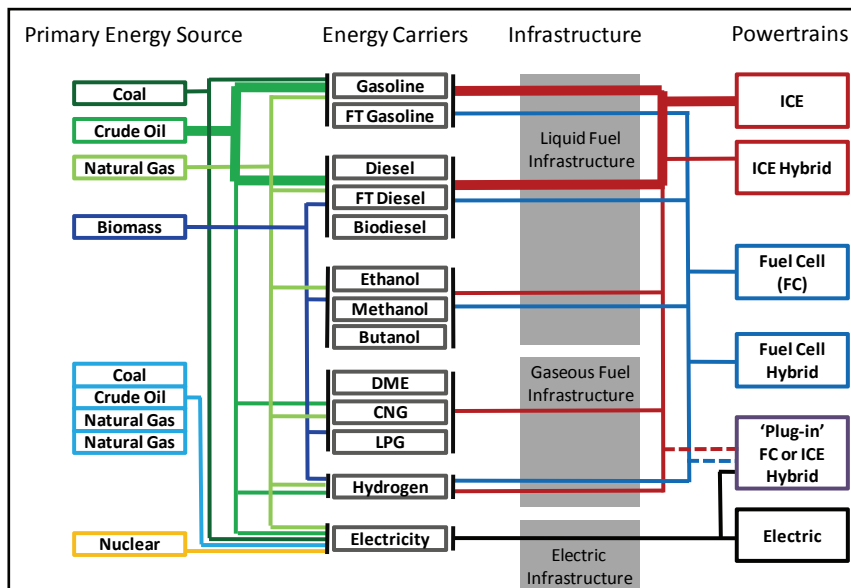 Primary Energy Source
Energy Carriers
Infrastructure
Powertrains
Coal
Crude Oil
Natural Gas
Biomass
Coal
Crude Oil
Natural Gas
Natural Gas
Nuclear
Gasoline
FT Gasoline
Diesel
FT Diesel
Biodiesel
Ethanol
Methanol
Butanol
DME
CNG
LPG
Hydrogen
Electricity
Liquid Fuel
Infrastructure
Gaseous Fuel
Infrastructure
Electric
Infrastructure
ICE
ICE Hybrid
Fuel Cell
(FC)
Fuel Cell
Hybrid
‘Plug-in’
FC or ICE
Hybrid
Electric